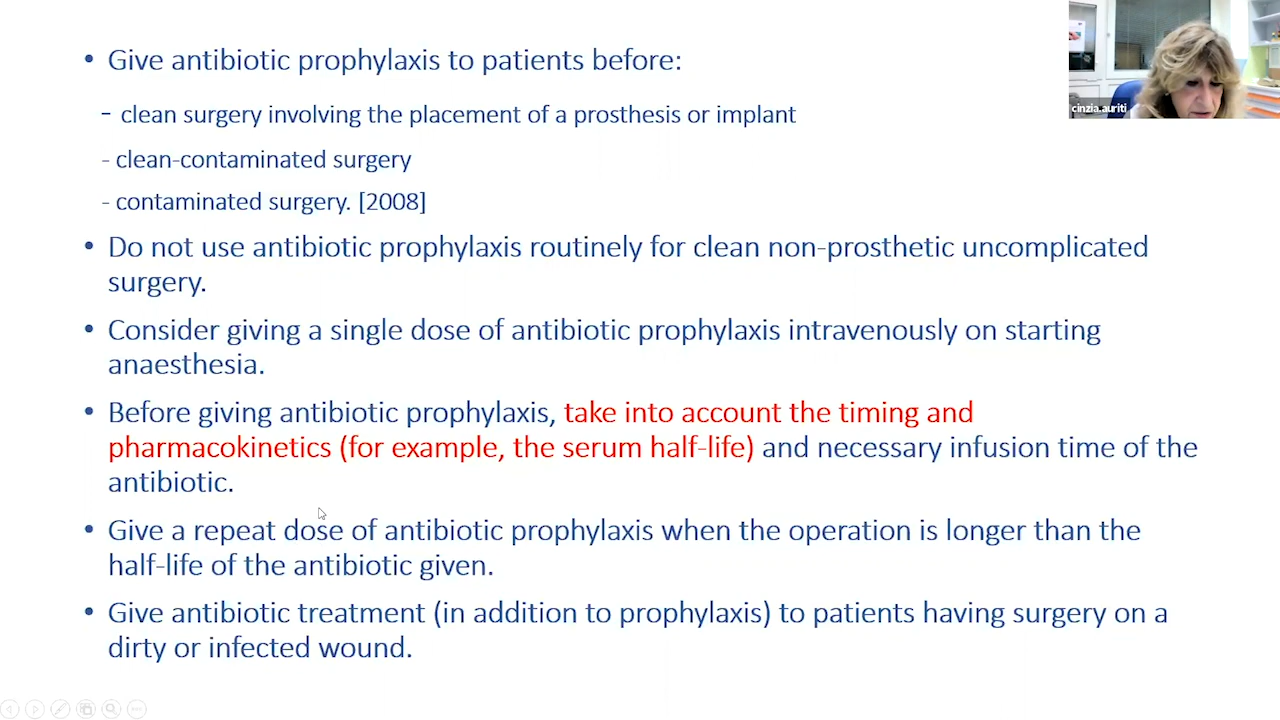 • Give antibiotic prophylaxis to patients before:
cinzia.auriti
- clean surgery involving the placement of a prosthesis or implant
- clean-contaminated surgery
- contaminated surgery. [2008]
• Do not use antibiotic prophylaxis routinely for clean non-prosthetic uncomplicated
surgery.
• Consider giving a single dose of antibiotic prophylaxis intravenously on starting
anaesthesia.
• Before giving antibiotic prophylaxis, take into account the timing and
pharmacokinetics (for example, the serum half-life) and necessary infusion time of the
antibiotic.
• Give a repeat dose of antibiotic prophylaxis when the operation is longer than the
half-life of the antibiotic given.
• Give antibiotic treatment (in addition to prophylaxis) to patients having surgery on a
dirty or infected wound.